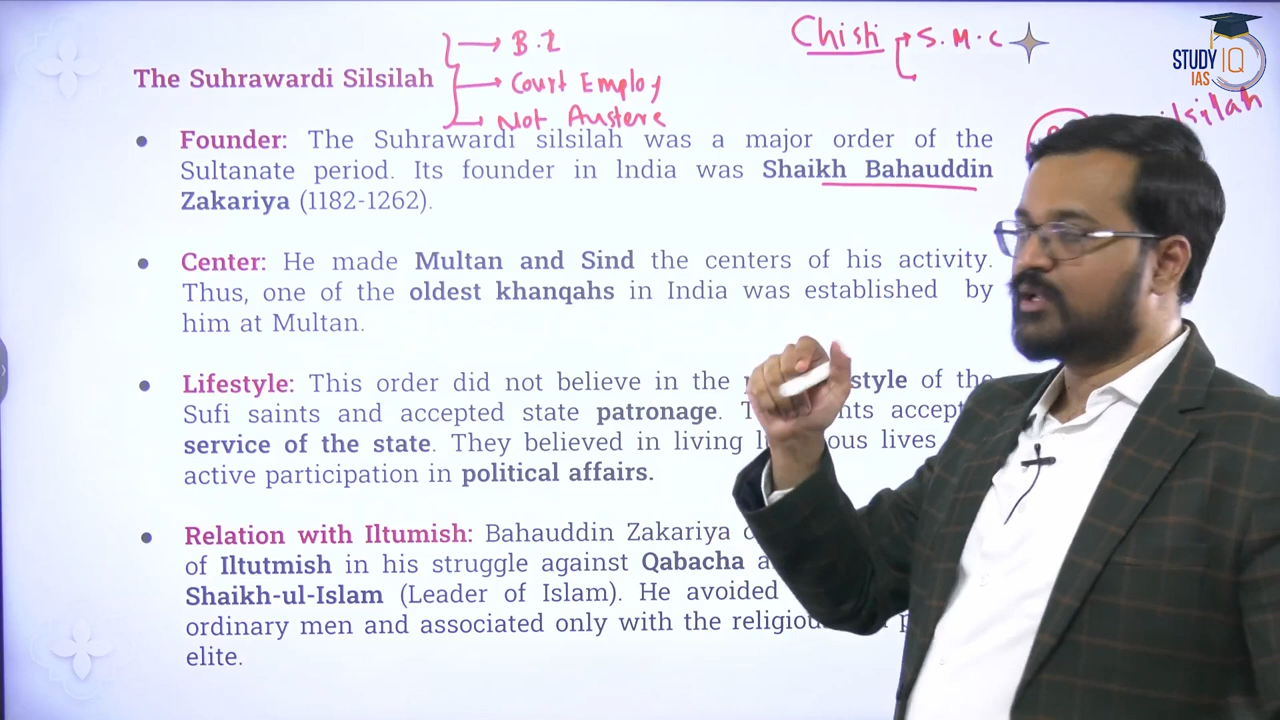 → B.Z
Chisti → S.M.C
STUDY IQ
IAS
The Suhrawardi Silsilah
→ Court Employ
→ Not Austere
silsilah
● Founder: The Suhrawardi silsilah was a major order of the
Sultanate period. Its founder in India was Shaikh Bahauddin
Zakariya (1182-1262).
● Center: He made Multan and Sind the centers of his activity.
Thus, one of the oldest khanqahs in India was established by
him at Multan.
● Lifestyle: This order did not believe in the style of the
Sufi saints and accepted state patronage.
service of the state. They believed in living lives
active participation in political affairs.
● Relation with Iltumish: Bahauddin Zakariya
of Iltutmish in his struggle against Qabacha
Shaikh-ul-Islam (Leader of Islam). He avoided
ordinary men and associated only with the
elite.